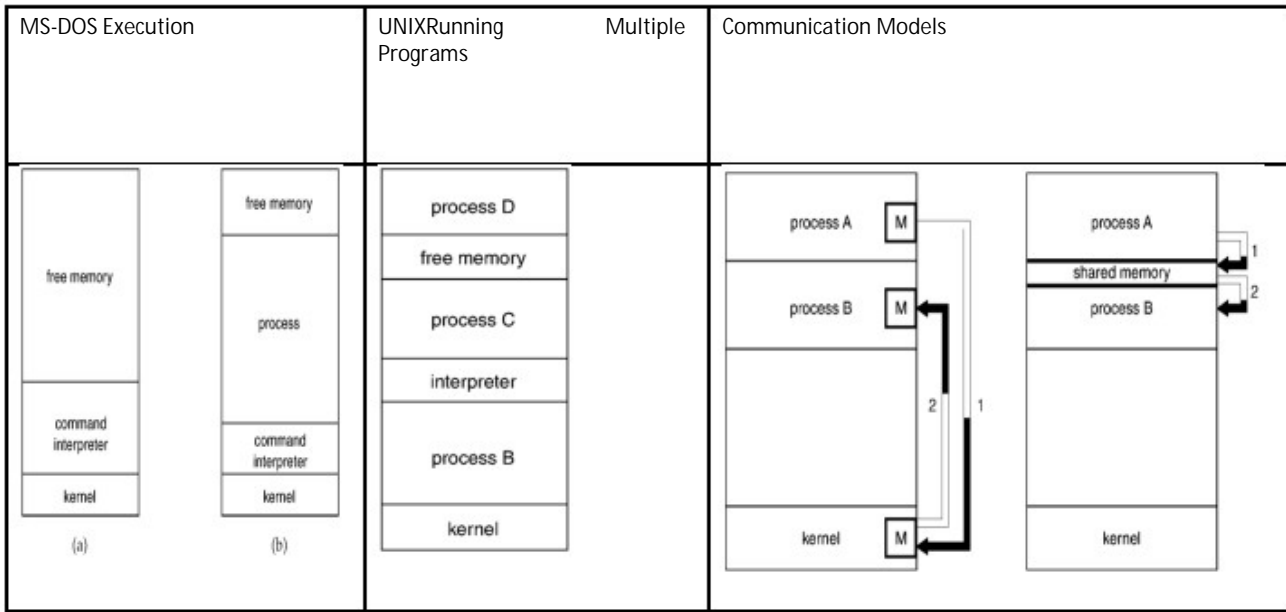 MS-DOS Execution
UNIXRunning Multiple
Programs
Communication Models
free memory
command
interpreter
kernel
(a)
free memory
process
command
interpreter
kernel
(b)
process D
free memory
process C
interpreter
process B
kernel
process A M
process B M
2 1
kernel M
process A
1
shared memory
2
process B
kernel